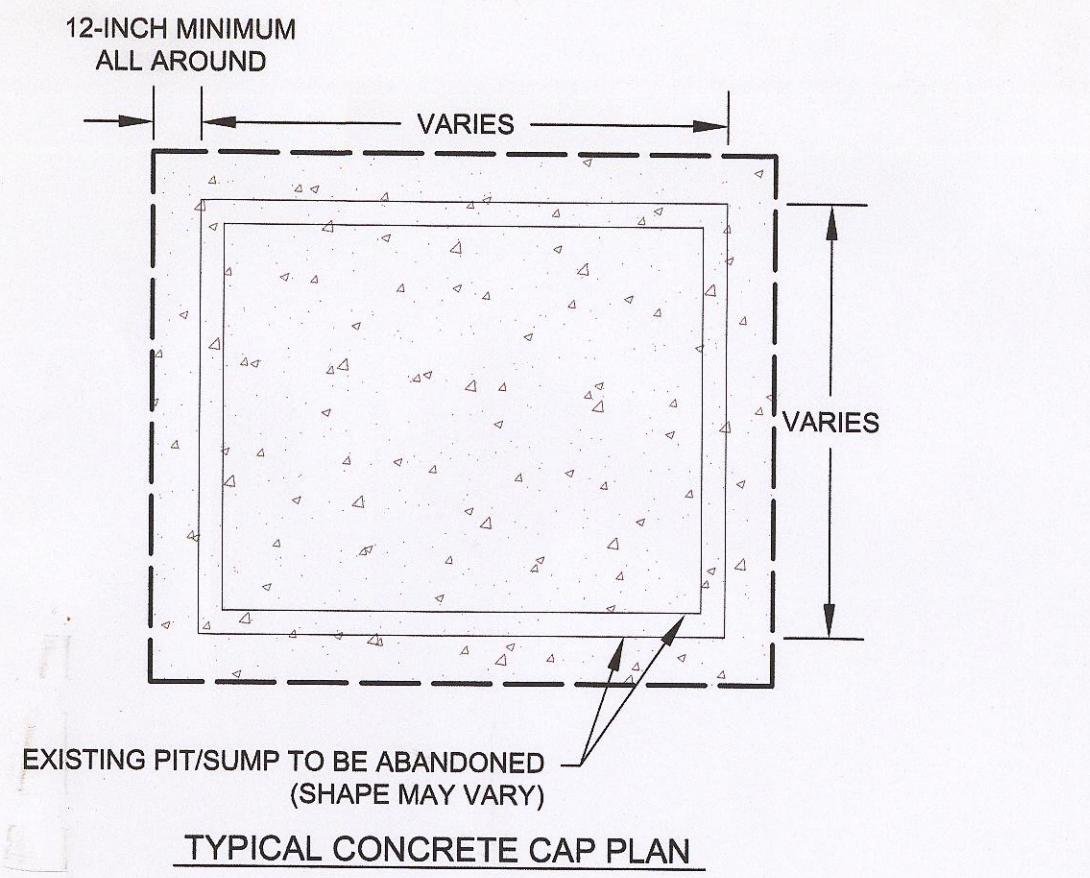 12-INCH MINIMUM
ALL AROUND
VARIES
VARIES
EXISTING PIT/SUMP TO BE ABANDONED
(SHAPE MAY VARY)
TYPICAL CONCRETE CAP PLAN